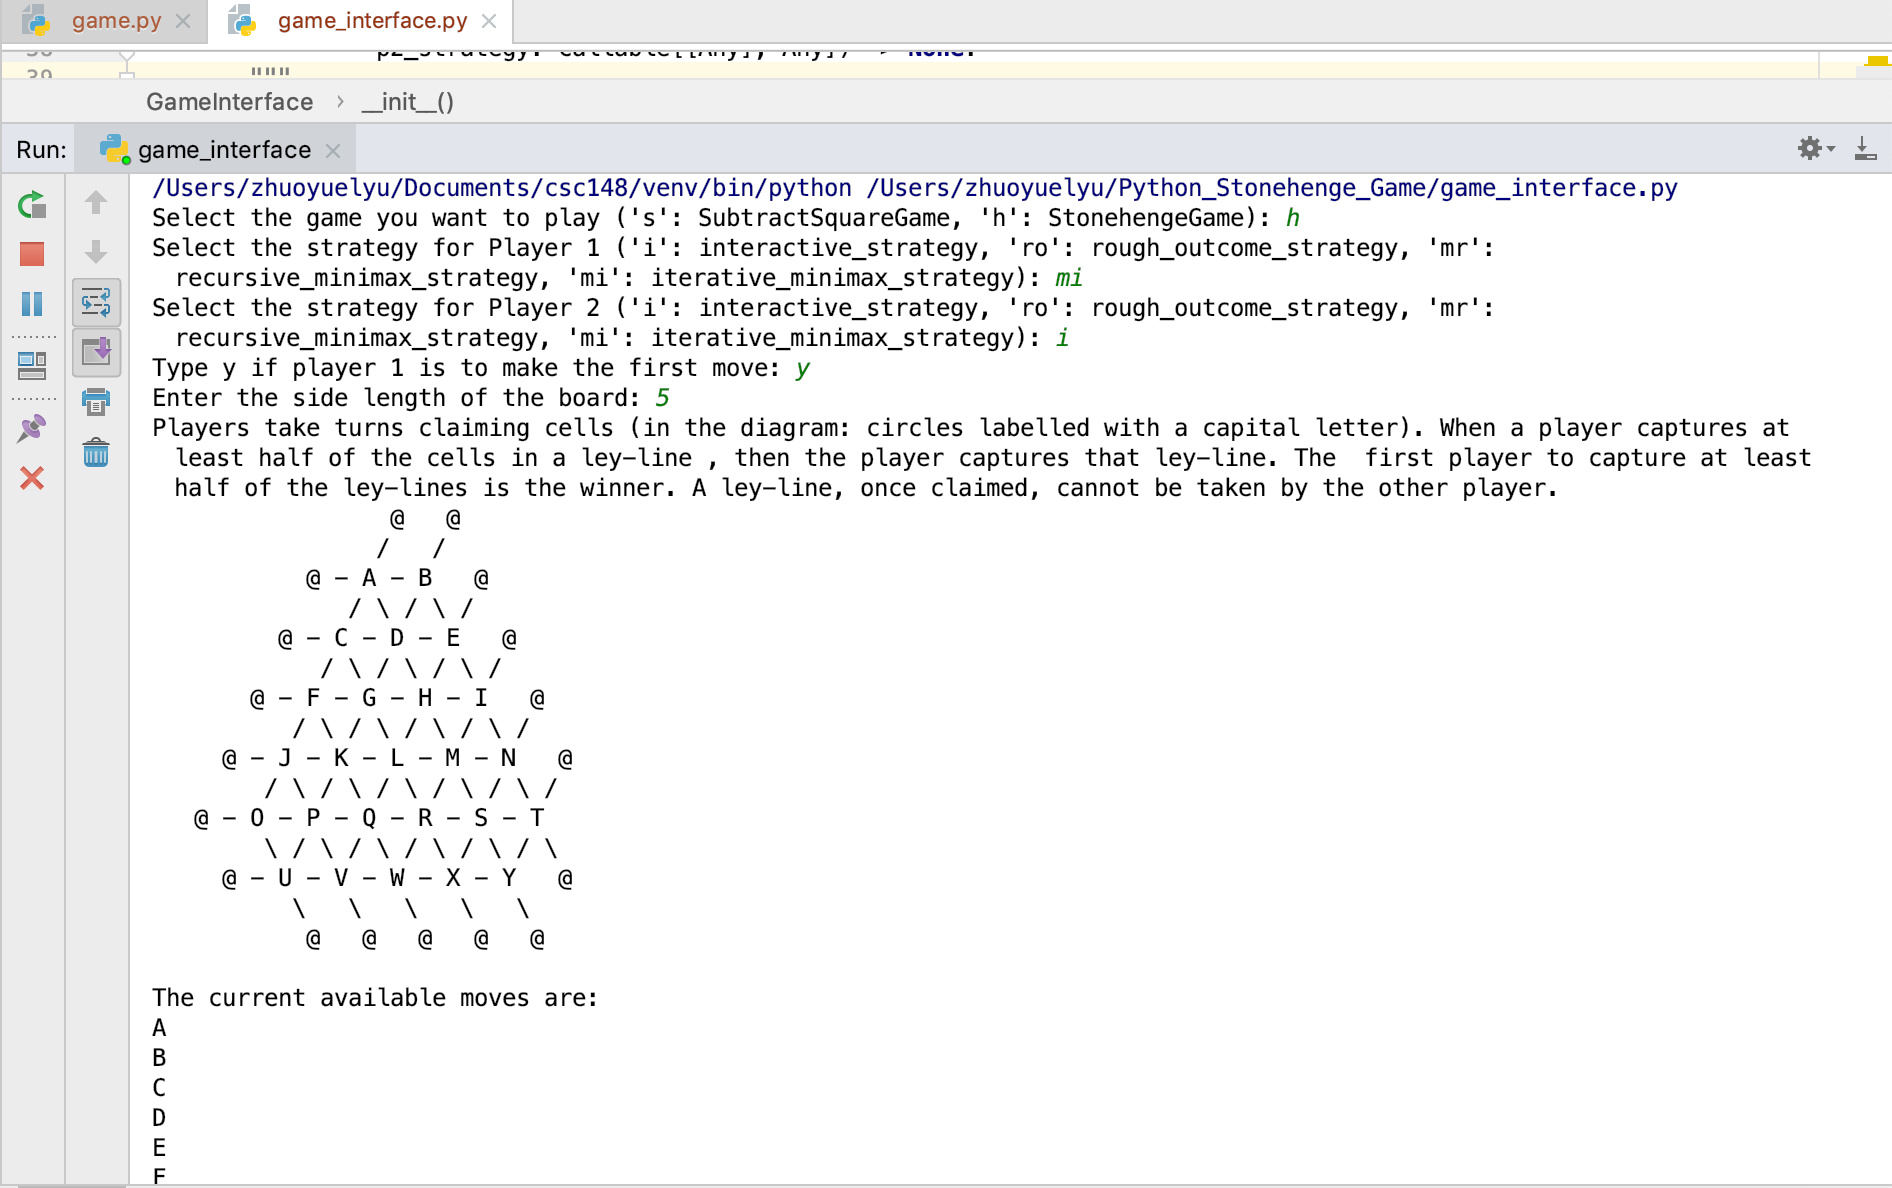 game.py game_interface.py
None:
39 """
GameInterface › __init__()
Run: game_interface
/Users/zhuoyuelyu/Documents/csc148/venv/bin/python /Users/zhuoyuelyu/Python_Stonehenge_Game/game_interface.py
Select the game you want to play ('s': SubtractSquareGame, 'h': StonehengeGame): h
Select the strategy for Player 1 ('i': interactive_strategy, 'ro': rough_outcome_strategy, 'mr':
recursive_minimax_strategy, 'mi': iterative_minimax_strategy): mi
Select the strategy for Player 2 ('i': interactive_strategy, 'ro': rough_outcome_strategy, 'mr':
recursive_minimax_strategy, 'mi': iterative_minimax_strategy): i
Type y if player 1 is to make the first move: y
Enter the side length of the board: 5
Players take turns claiming cells (in the diagram: circles labelled with a capital letter). When a player captures at
least half of the cells in a ley-line , then the player captures that ley-line. The  first player to capture at least
half of the ley-lines is the winner. A ley-line, once claimed, cannot be taken by the other player.
                 @   @
                /   /
           @ - A - B   @
              / \ / \ /
         @ - C - D - E   @
            / \ / \ / \ /
       @ - F - G - H - I   @
          / \ / \ / \ / \ /
     @ - J - K - L - M - N   @
        / \ / \ / \ / \ / \ /
   @ - O - P - Q - R - S - T
        \ / \ / \ / \ / \ / \
     @ - U - V - W - X - Y   @
          \   \   \   \   \
           @   @   @   @   @
The current available moves are:
A
B
C
D
E
F